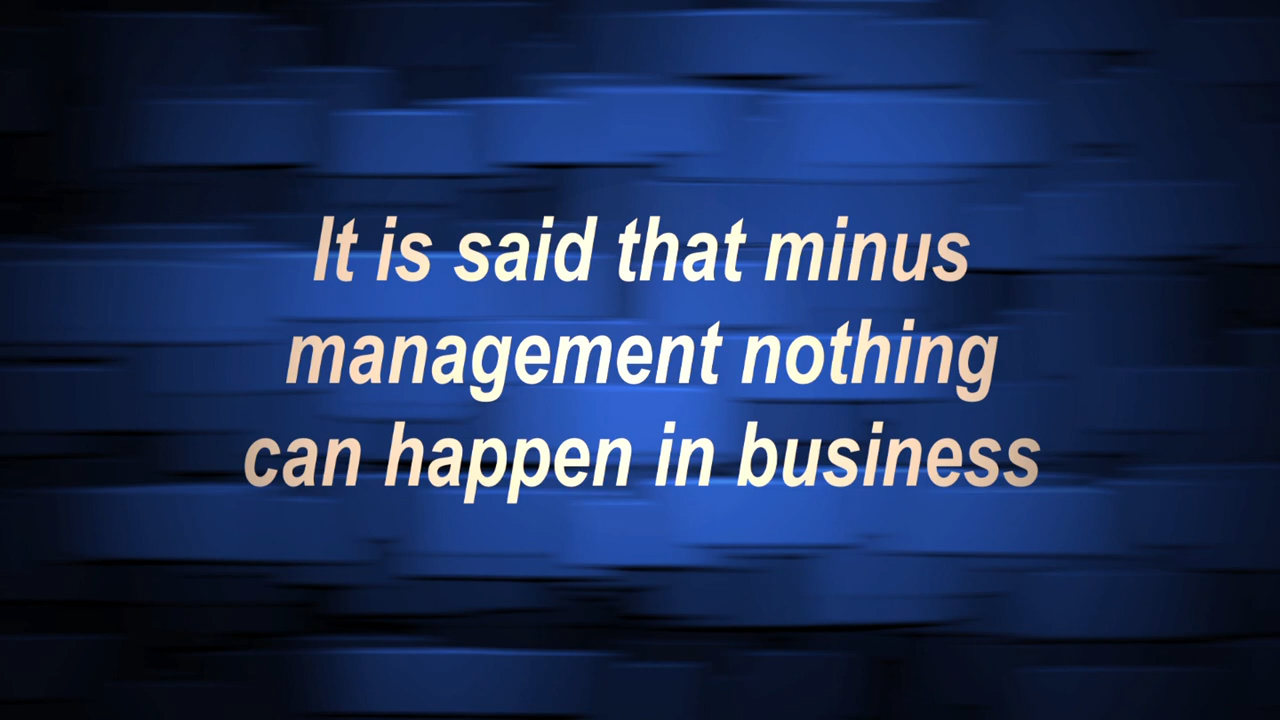 It is said that minus
management nothing
can happen in business